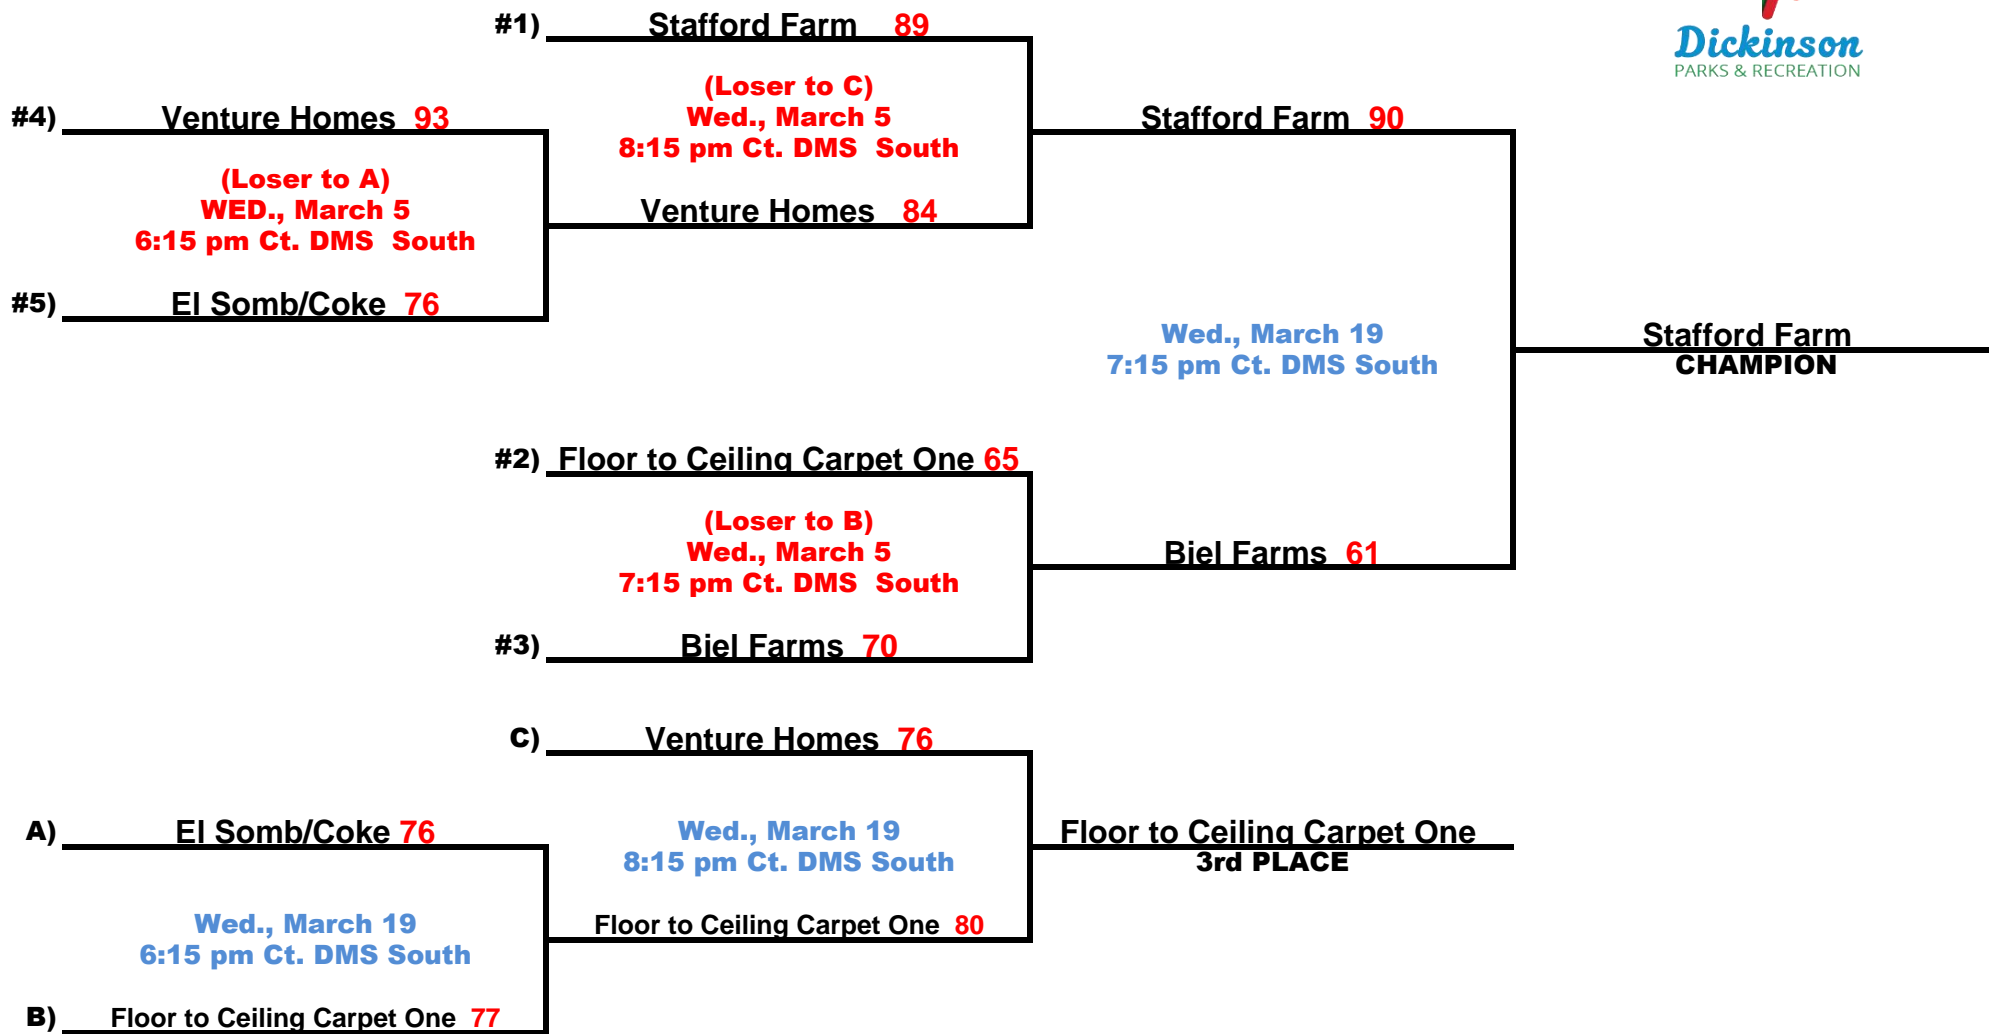 #1) Stafford Farm 89
Dickinson
PARKS & RECREATION
(Loser to C)
Wed., March 5
8:15 pm Ct. DMS South
#4) Venture Homes 93
Stafford Farm 90
(Loser to A)
WED., March 5
6:15 pm Ct. DMS South
Venture Homes 84
#5) El Somb/Coke 76
Wed., March 19
7:15 pm Ct. DMS South
Stafford Farm
CHAMPION
#2) Floor to Ceiling Carpet One 65
(Loser to B)
Wed., March 5
7:15 pm Ct. DMS South
Biel Farms 61
#3) Biel Farms 70
C) Venture Homes 76
A) El Somb/Coke 76
Wed., March 19
8:15 pm Ct. DMS South
Floor to Ceiling Carpet One
3rd PLACE
Wed., March 19
6:15 pm Ct. DMS South
Floor to Ceiling Carpet One 80
B) Floor to Ceiling Carpet One 77